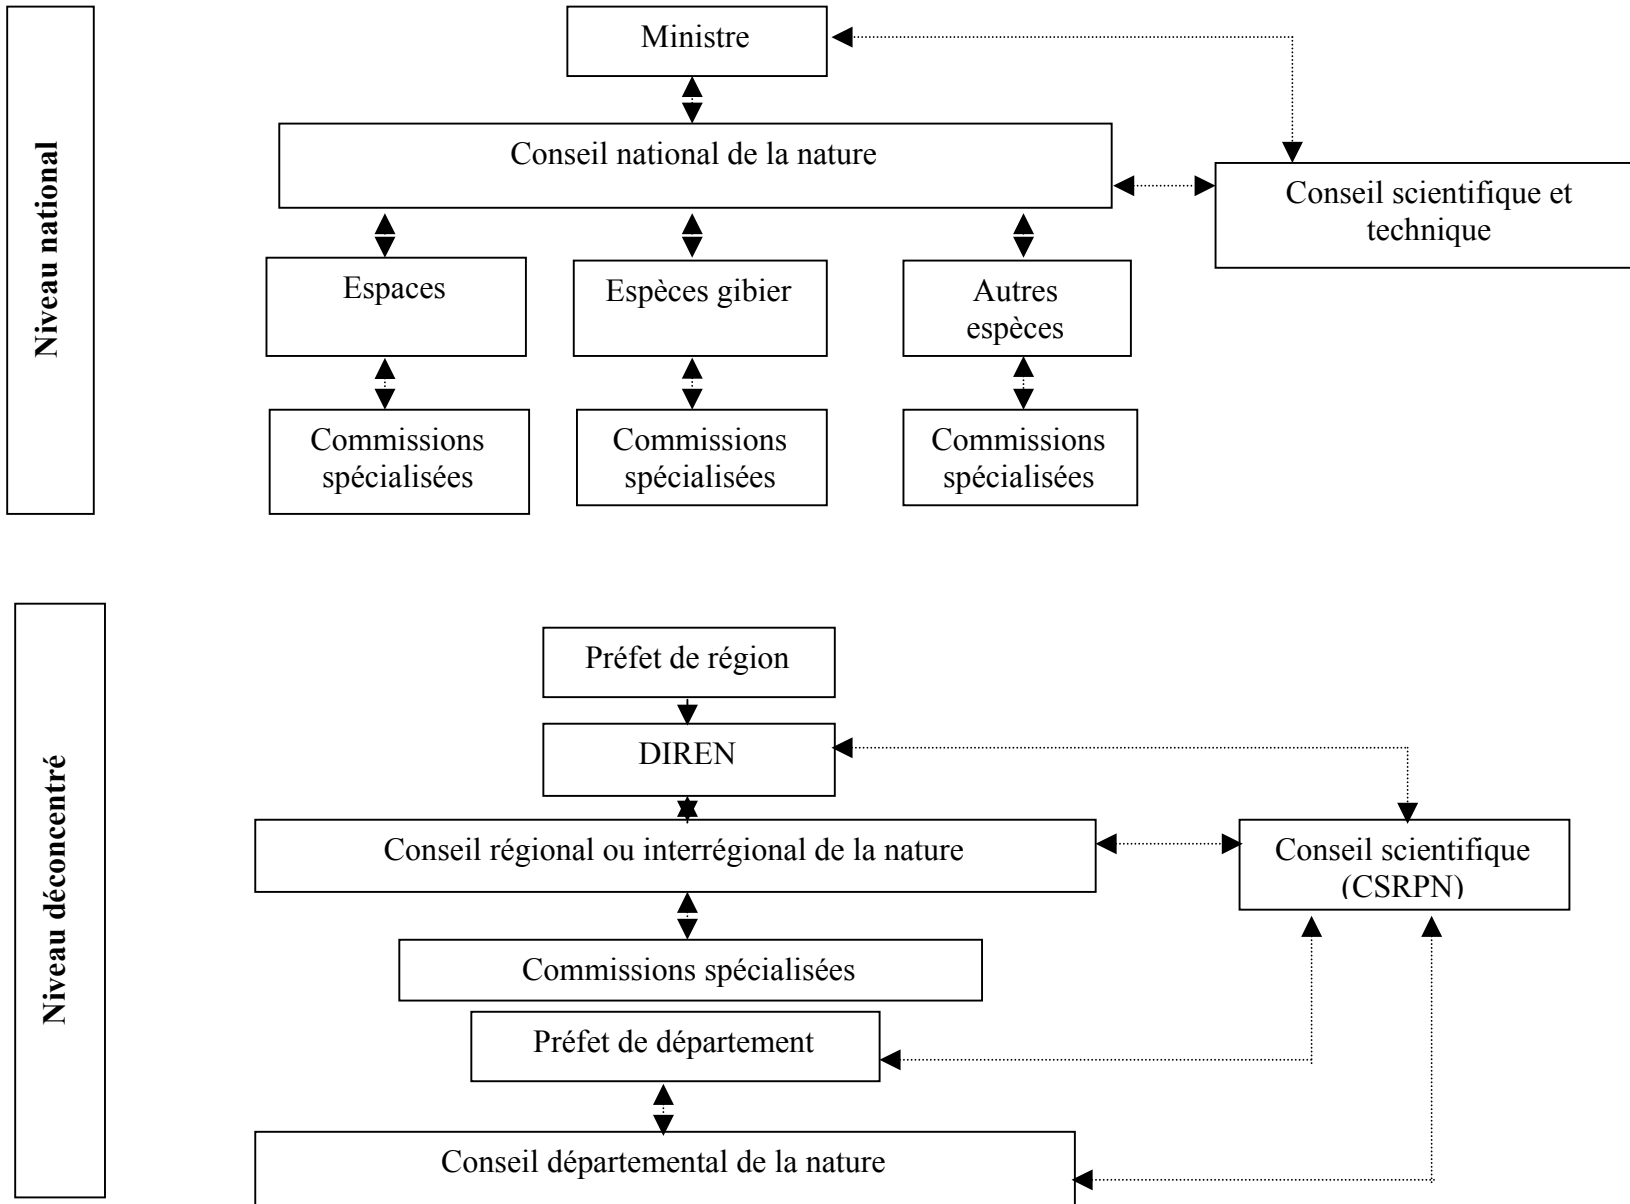 Niveau national
Ministre
Conseil national de la nature
Conseil scientifique et
technique
Espaces
Espèces gibier
Autres
espèces
Commissions
spécialisées
Commissions
spécialisées
Commissions
spécialisées
Niveau déconcentré
Préfet de région
DIREN
Conseil régional ou interrégional de la nature
Conseil scientifique
(CSRPN)
Commissions spécialisées
Préfet de département
Conseil départemental de la nature